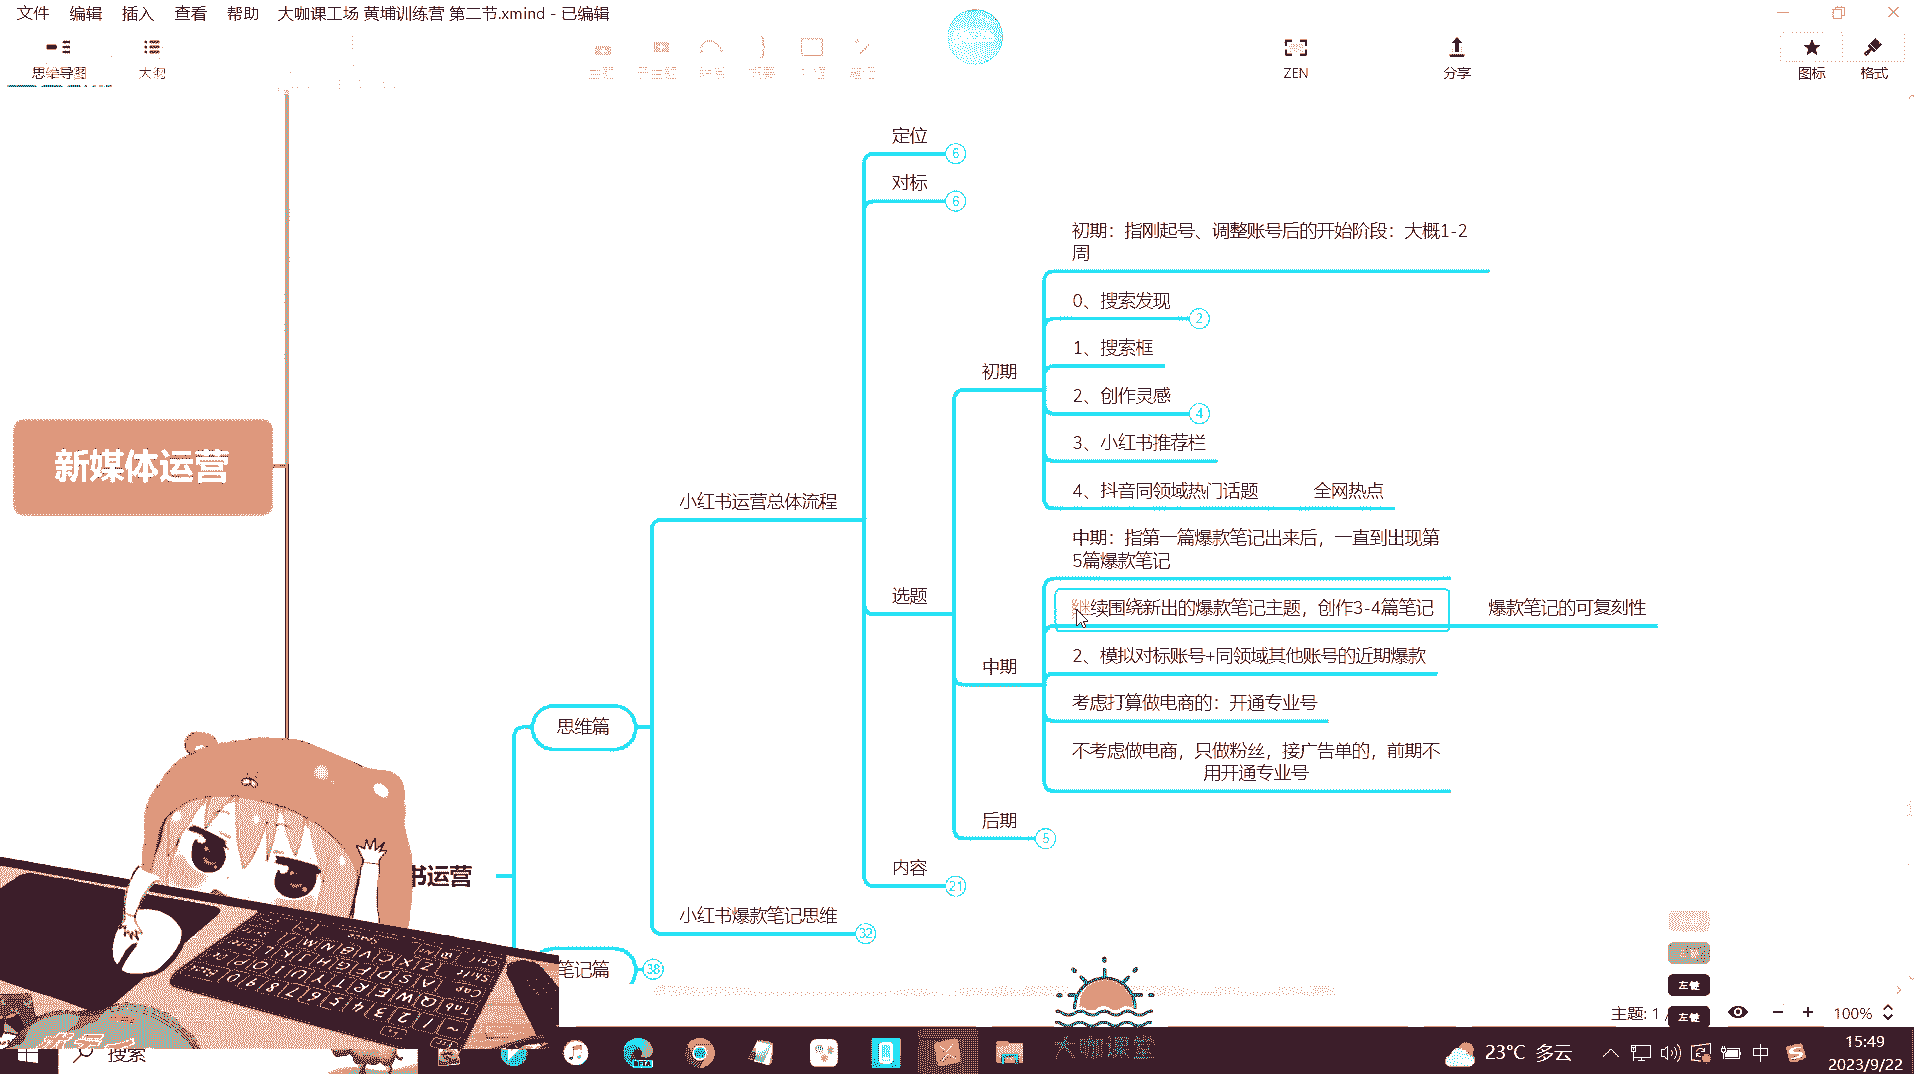 文件 编辑 插入 查看 帮助 大咖课工场 黄埔训练营 第二节.xmind - 已编辑
思维导图
大纲
ZEN
分享
图标
格式
定位
6
对标
6
初期：指刚起号、调整账号后的开始阶段：大概1-2
周
0、搜索发现
2
1、搜索框
初期
2、创作灵感
4
3、小红书推荐栏
4、抖音同领域热门话题 全网热点
新媒体运营
小红书运营总体流程
中期：指第一篇爆款笔记出来后，一直到出现第
5篇爆款笔记
选题
继续围绕新出的爆款笔记主题，创作3-4篇笔记
爆款笔记的可复刻性
2、模拟对标账号+同领域其他账号的近期爆款
中期
考虑打算做电商的：开通专业号
思维篇
不考虑做电商，只做粉丝，接广告单的，前期不
用开通专业号
后期
5
内容
21
书运营
小红书爆款笔记思维
32
笔记篇
38
左键
左键
主题: 1
100%
大咖课堂
搜索
23°C 多云
中
15:49
2023/9/22